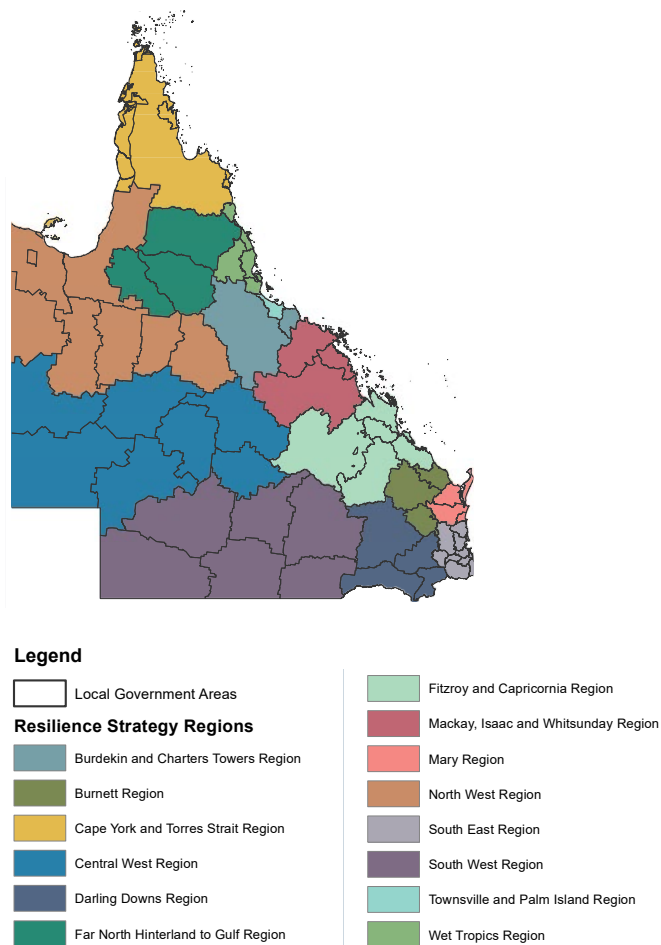 Legend
Local Government Areas
Resilience Strategy Regions
Burdekin and Charters Towers Region
Burnett Region
Cape York and Torres Strait Region
Central West Region
Darling Downs Region
Far North Hinterland to Gulf Region
Fitzroy and Capricornia Region
Mackay, Isaac and Whitsunday Region
Mary Region
North West Region
South East Region
South West Region
Townsville and Palm Island Region
Wet Tropics Region